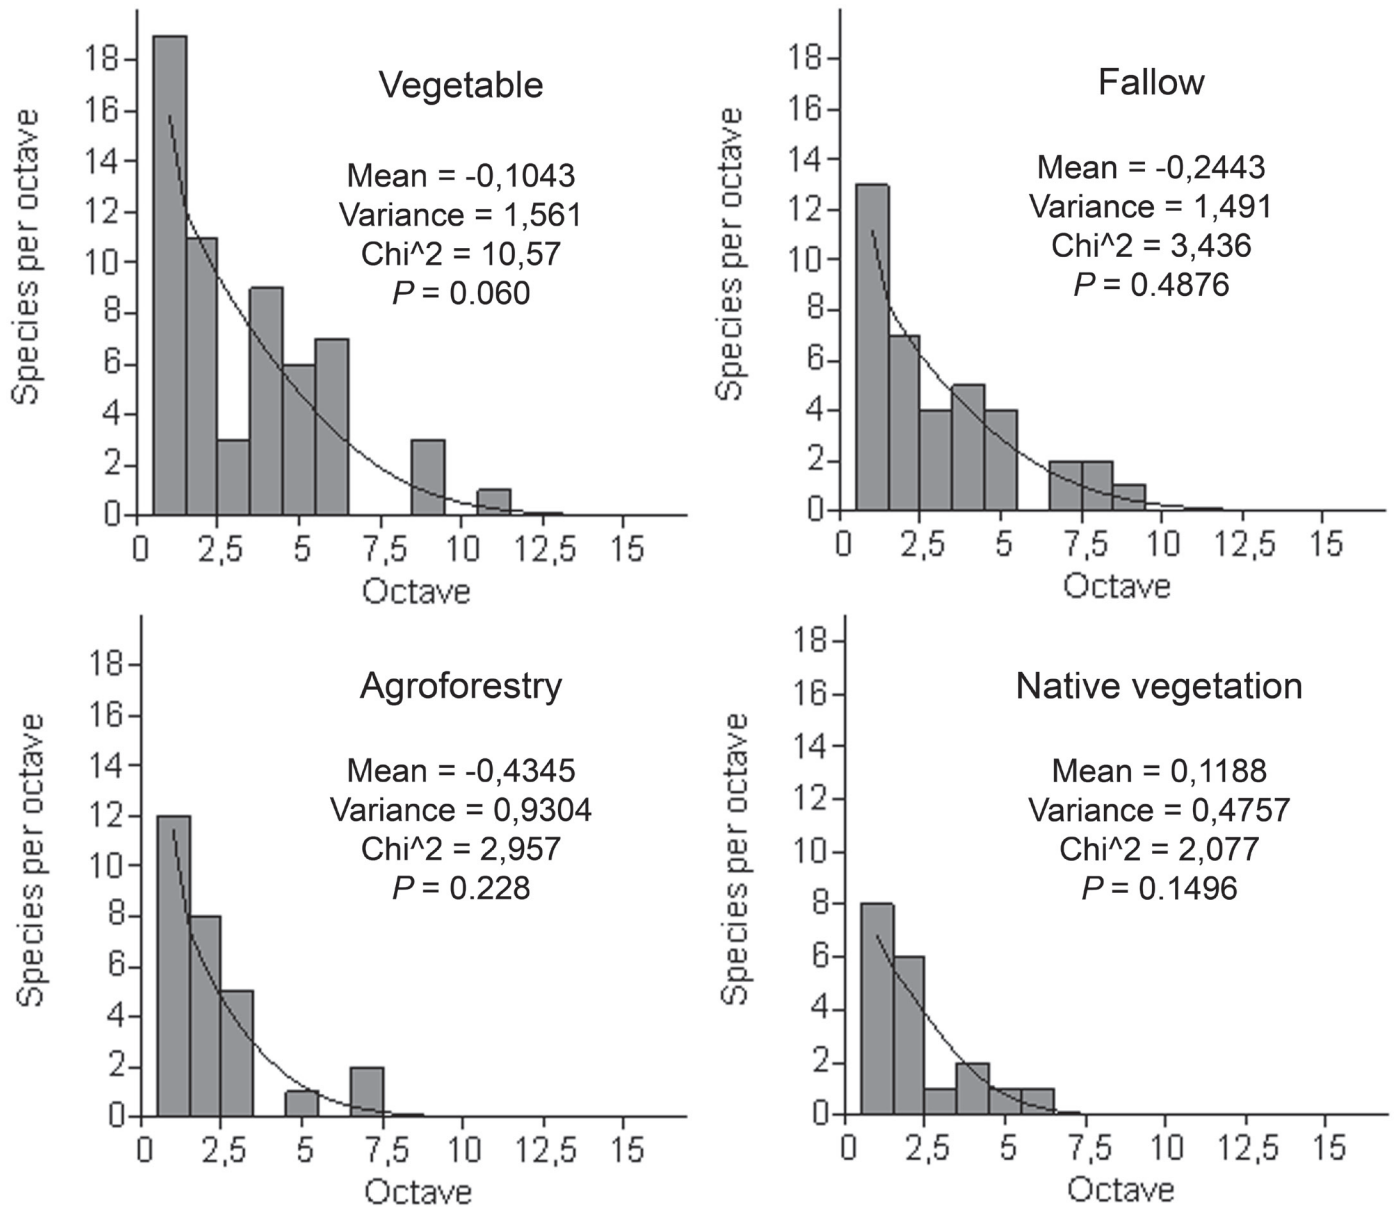 Vegetable
Mean = -0,1043
Variance = 1,561
Chi^2 = 10,57
P = 0.060
Species per octave
18
16
14
12
10
8
6
4
2
0
0 2,5 5 7,5 10 12,5 15
Octave
Fallow
Mean = -0,2443
Variance = 1,491
Chi^2 = 3,436
P = 0.4876
Species per octave
18
16
14
12
10
8
6
4
2
0
0 2,5 5 7,5 10 12,5 15
Octave
Agroforestry
Mean = -0,4345
Variance = 0,9304
Chi^2 = 2,957
P = 0.228
Species per octave
18
16
14
12
10
8
6
4
2
0
0 2,5 5 7,5 10 12,5 15
Octave
Native vegetation
Mean = 0,1188
Variance = 0,4757
Chi^2 = 2,077
P = 0.1496
Species per octave
18
16
14
12
10
8
6
4
2
0
0 2,5 5 7,5 10 12,5 15
Octave